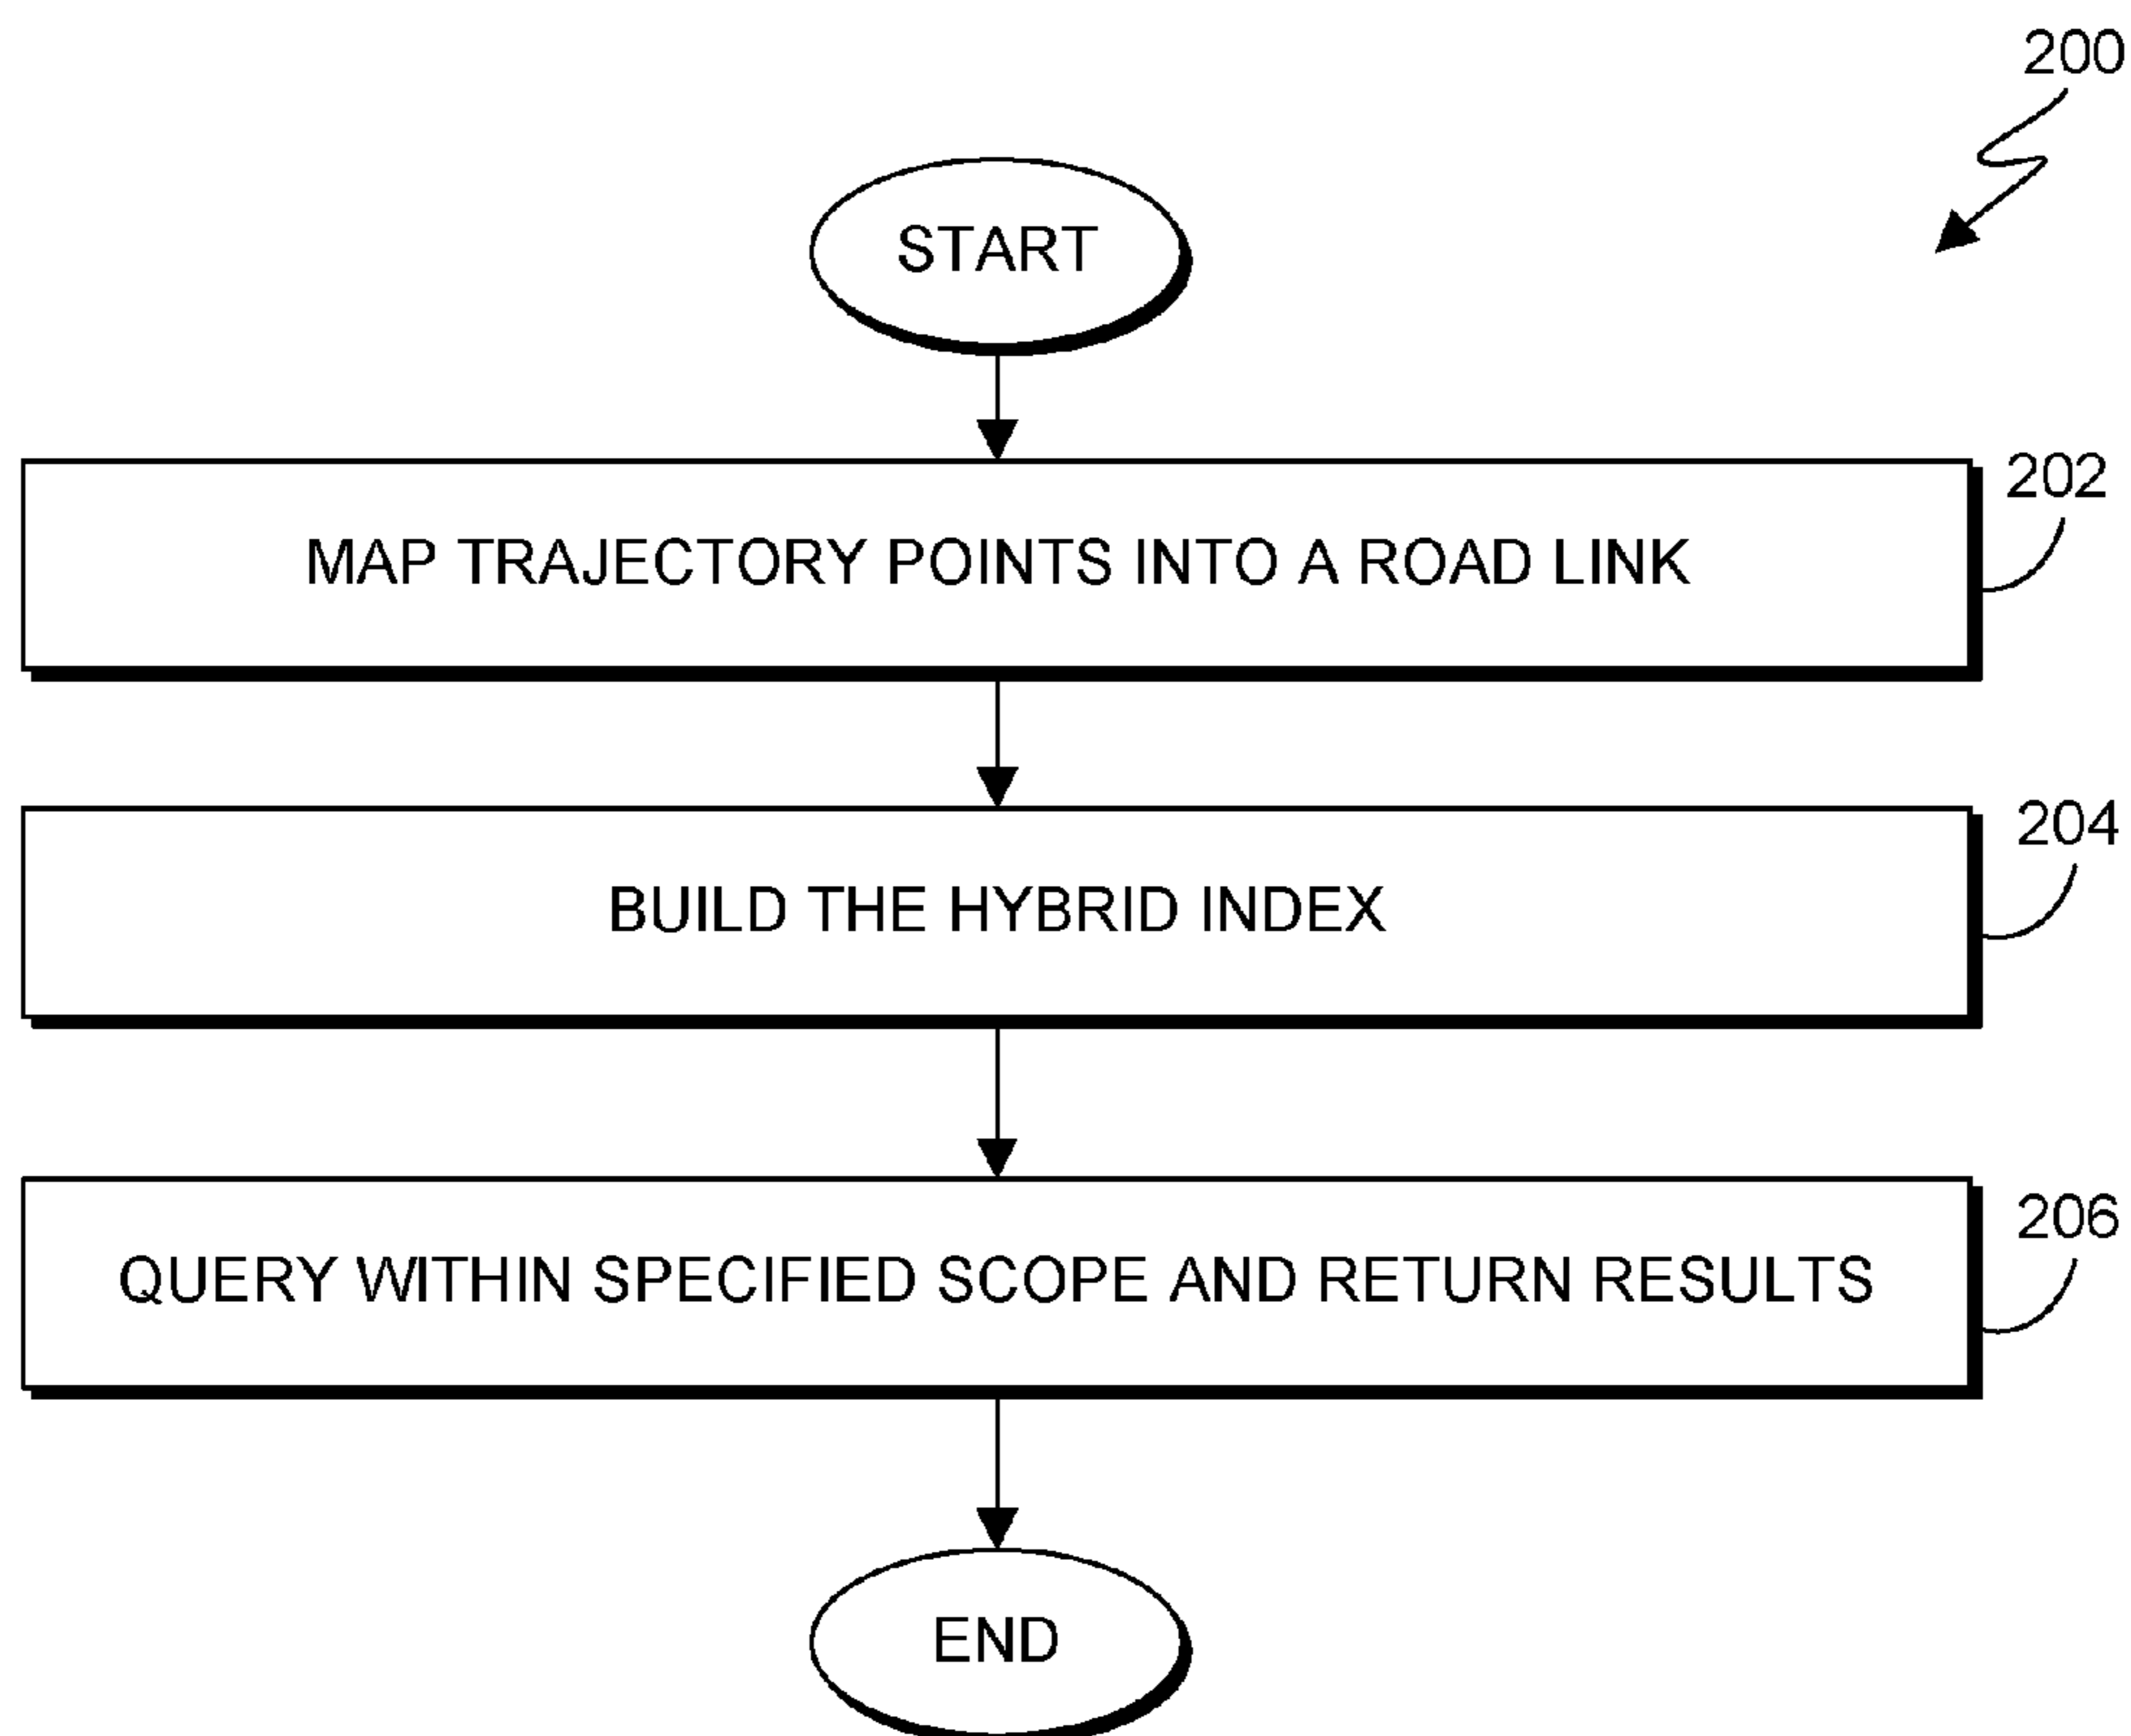 200
START
202
MAP TRAJECTORY POINTS INTO A ROAD LINK
204
BUILD THE HYBRID INDEX
206
QUERY WITHIN SPECIFIED SCOPE AND RETURN RESULTS
END